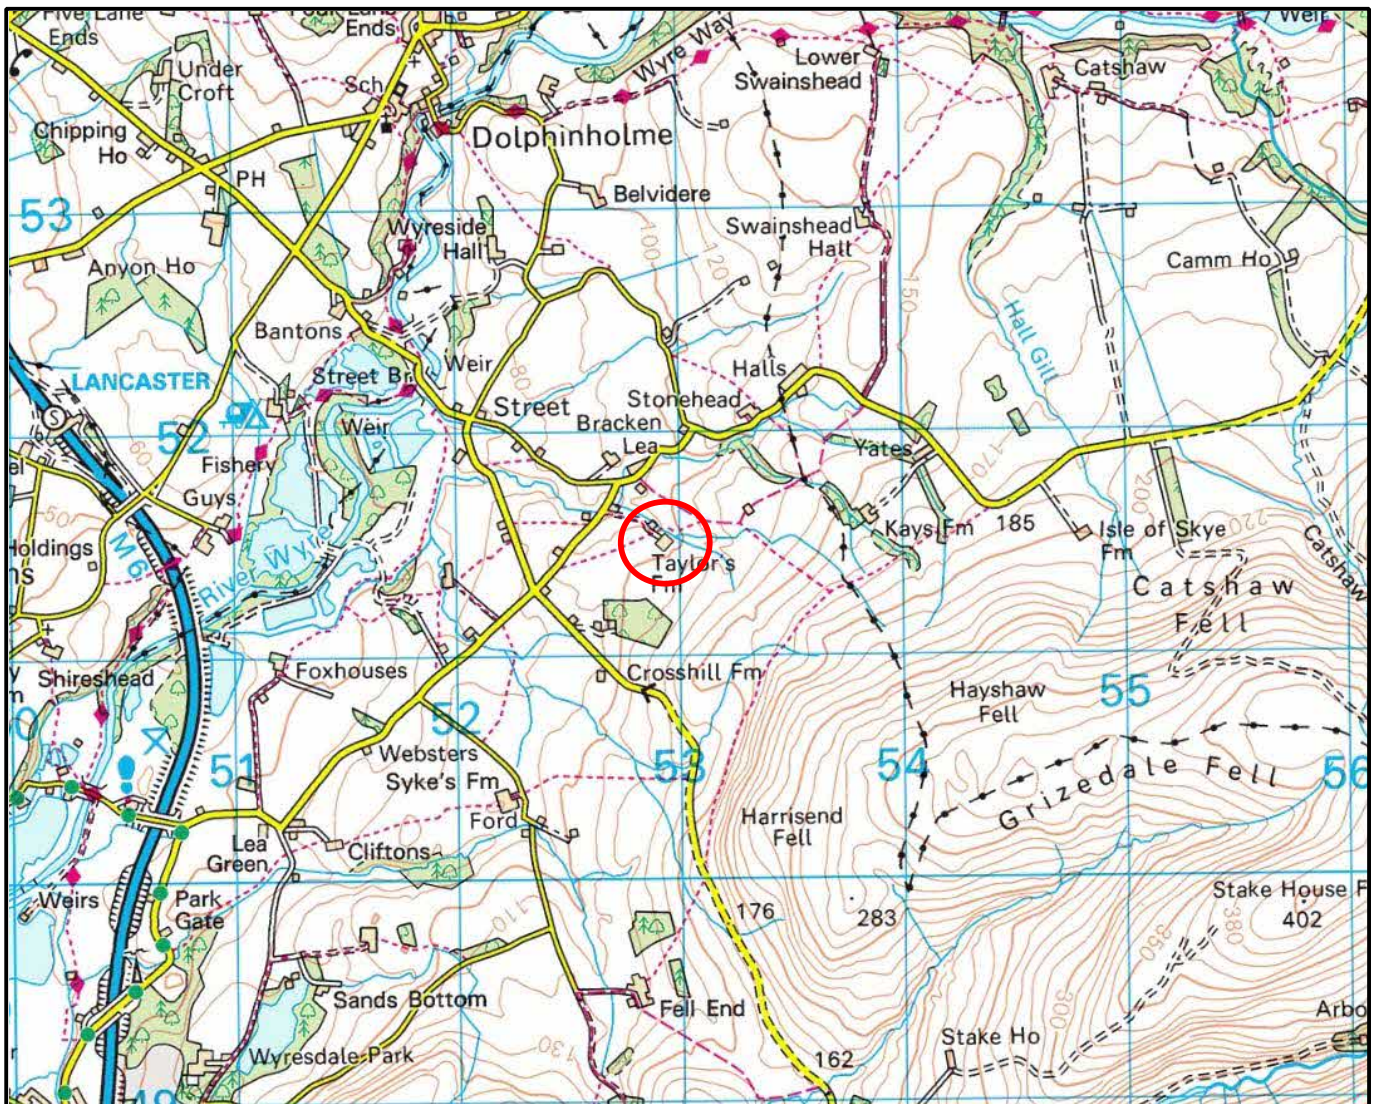 Five Lane
Ends
Ends
Weir
Wyre Way
Lower
Swainshead
Catshaw
Under
Croft
Sch
Chipping
Ho
Dolphinholme
PH
Belvidere
53
Wyreside
Hall
Swainshead
Hall
100
120
150
Camm Ho
Anyon Ho
Hall Gill
Bantons
Weir
LANCASTER
Street Br
80
Halls
S
Street
Stonehead
Bracken
Lea
52
Weir
60
Fishery
Yates
170
Guys
200
50
Kays Fm
185
Isle of Skye
Fm
220
Holdings
M6
River Wyre
Taylor's
Fm
Catshaw
Catshaw
Fell
Shireshead
Foxhouses
Crosshill Fm
Hayshaw
Fell
55
52
51
Websters
53
54
56
Syke's Fm
Grizedale Fell
Ford
Harrisend
Fell
Lea
Green
Cliftons
Weirs
Park
Gate
110
176
283
Stake House F
402
380
350
Sands Bottom
Fell End
300
Arbo
Stake Ho
130
Wyresdale Park
162